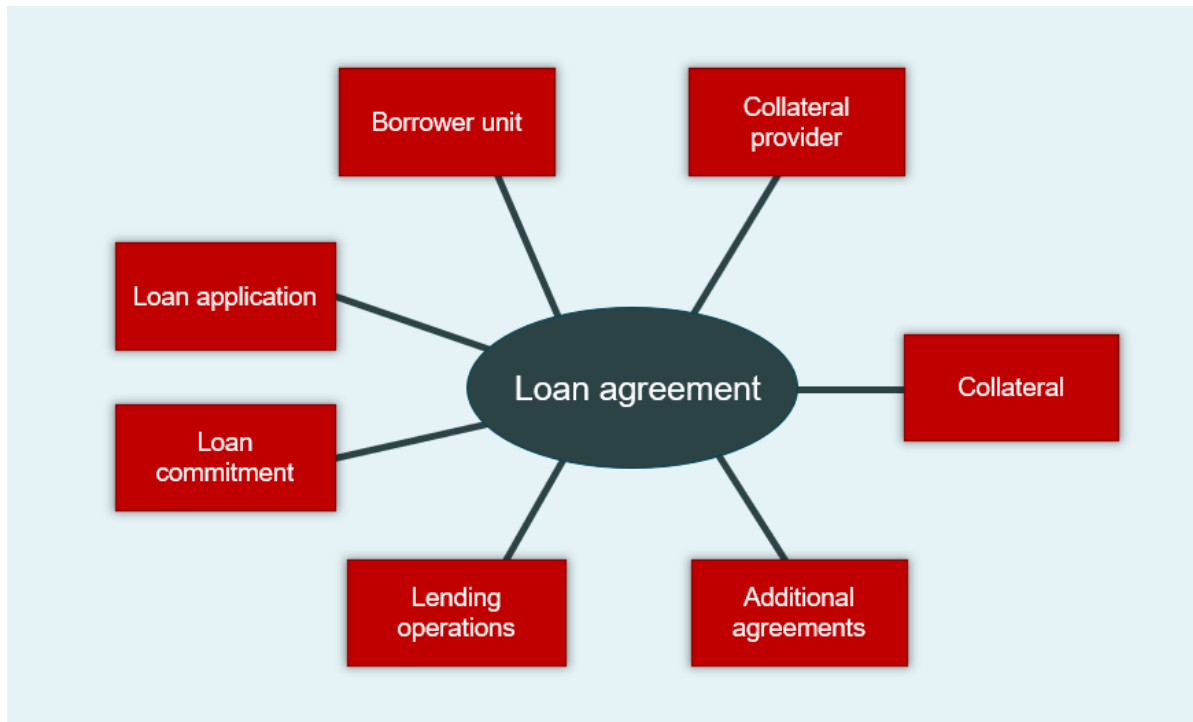 Borrower unit
Collateral
provider
Loan application
Loan agreement
Collateral
Loan
commitment
Lending
operations
Additional
agreements